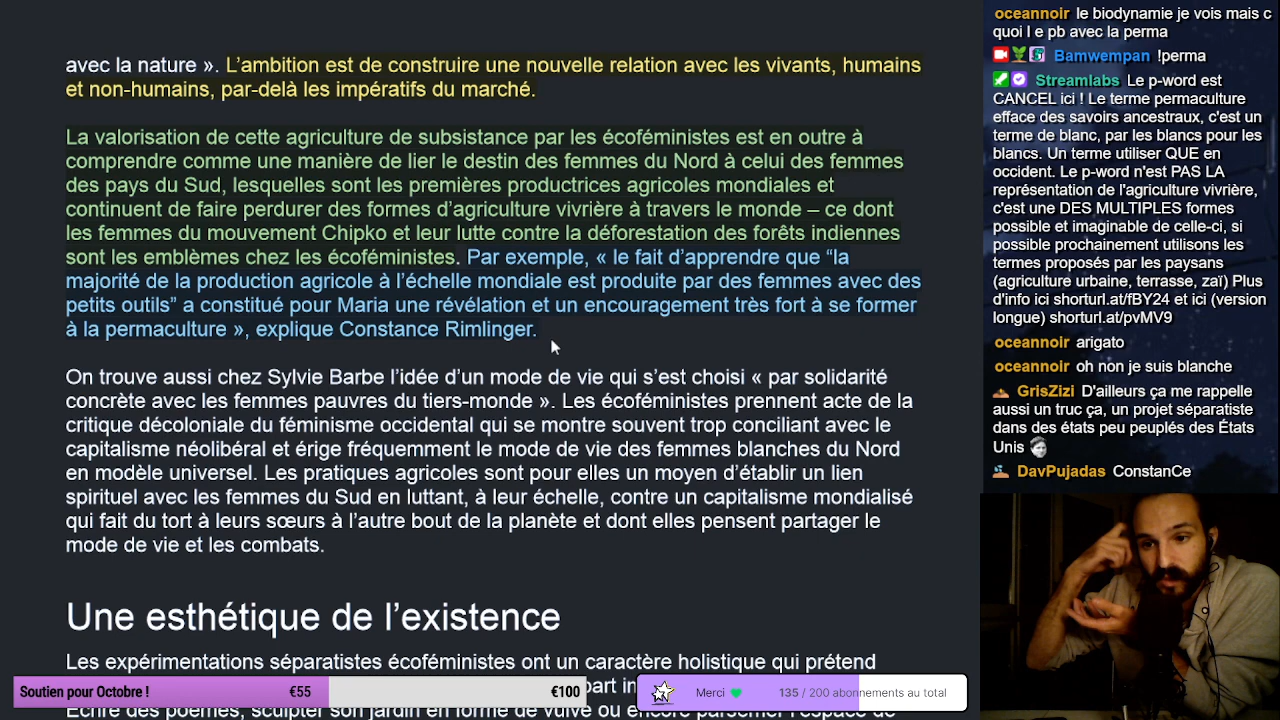 avec la nature ». L’ambition est de construire une nouvelle relation avec les vivants, humains
et non-humains, par-delà les impératifs du marché.
La valorisation de cette agriculture de subsistance par les écoféministes est en outre à
comprendre comme une manière de lier le destin des femmes du Nord à celui des femmes
des pays du Sud, lesquelles sont les premières productrices agricoles mondiales et
continuent de faire perdurer des formes d’agriculture vivrière à travers le monde – ce dont
les femmes du mouvement Chipko et leur lutte contre la déforestation des forêts indiennes
sont les emblèmes chez les écoféministes. Par exemple, « le fait d’apprendre que “la
majorité de la production agricole à l’échelle mondiale est produite par des femmes avec des
petits outils” a constitué pour Maria une révélation et un encouragement très fort à se former
à la permaculture », explique Constance Rimlinger.
On trouve aussi chez Sylvie Barbe l’idée d’un mode de vie qui s’est choisi « par solidarité
concrète avec les femmes pauvres du tiers-monde ». Les écoféministes prennent acte de la
critique décoloniale du féminisme occidental qui se montre souvent trop conciliant avec le
capitalisme néolibéral et érige fréquemment le mode de vie des femmes blanches du Nord
en modèle universel. Les pratiques agricoles sont pour elles un moyen d’établir un lien
spirituel avec les femmes du Sud en luttant, à leur échelle, contre un capitalisme mondialisé
qui fait du tort à leurs sœurs à l’autre bout de la planète et dont elles pensent partager le
mode de vie et les combats.
Une esthétique de l’existence
Les expérimentations séparatistes écoféministes ont un caractère holistique qui prétend
part
Écrire des poèmes, sculpter son jardin en forme de vulve ou encore parsemer l’espace de
Soutien pour Octobre ! €55 €100
Merci 135 / 200 abonnements au total
oceannoir le biodynamie je vois mais c
quoi l e pb avec la perma
Bamwempan !perma
Streamlabs Le p-word est
CANCEL ici ! Le terme permaculture
efface des savoirs ancestraux, c'est un
terme de blanc, par les blancs pour les
blancs. Un terme utiliser QUE en
occident. Le p-word n'est PAS LA
représentation de l'agriculture vivrière,
c'est une DES MULTIPLES formes
possible et imaginable de celle-ci, si
possible prochainement utilisons les
termes proposés par les paysans
(agriculture urbaine, terrasse, zaï) Plus
d'info ici shorturl.at/fBY24 et ici (version
longue) shorturl.at/pvMV9
oceannoir arigato
oceannoir oh non je suis blanche
GrisZizi D'ailleurs ça me rappelle
aussi un truc ça, un projet séparatiste
dans des états peu peuplés des États
Unis
DavPujadas ConstanCe